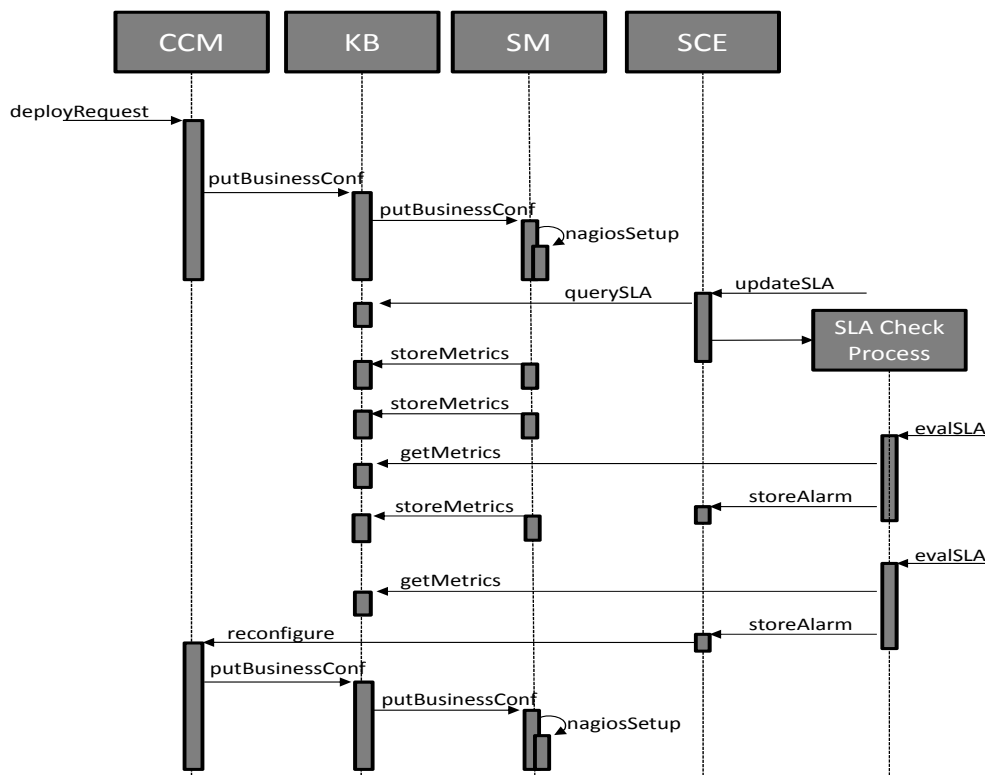 CCM
KB
SM
SCE
deployRequest
putBusinessConf
putBusinessConf
nagiosSetup
querySLA
updateSLA
SLA Check
Process
storeMetrics
storeMetrics
evalSLA
getMetrics
storeAlarm
storeMetrics
evalSLA
getMetrics
storeAlarm
reconfigure
putBusinessConf
putBusinessConf
nagiosSetup